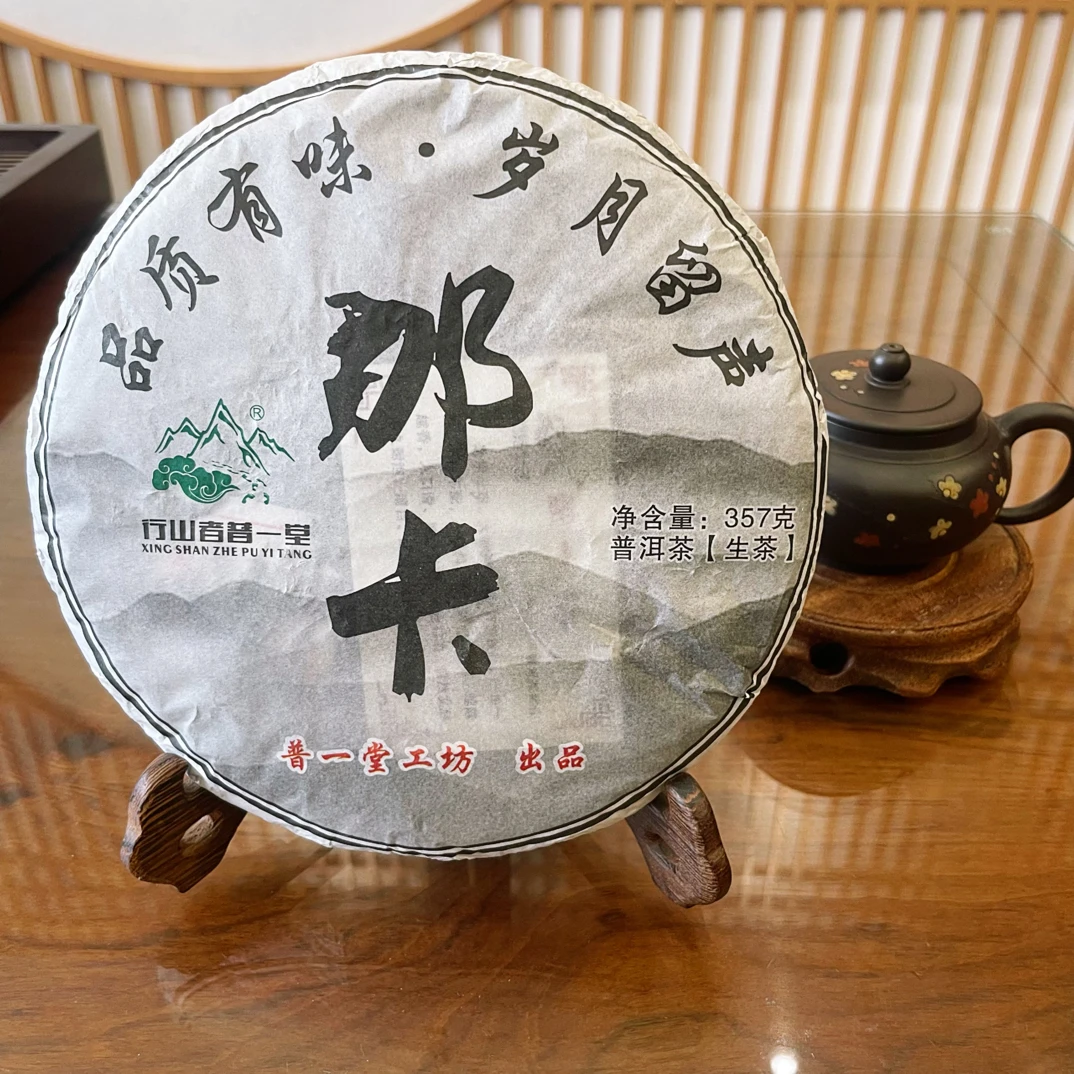 品质有味·岁月留声
那卡
®
行山者普一堂
XING SHAN ZHE PU YI TANG
净含量：357克
普洱茶【生茶】
普一堂工坊 出品